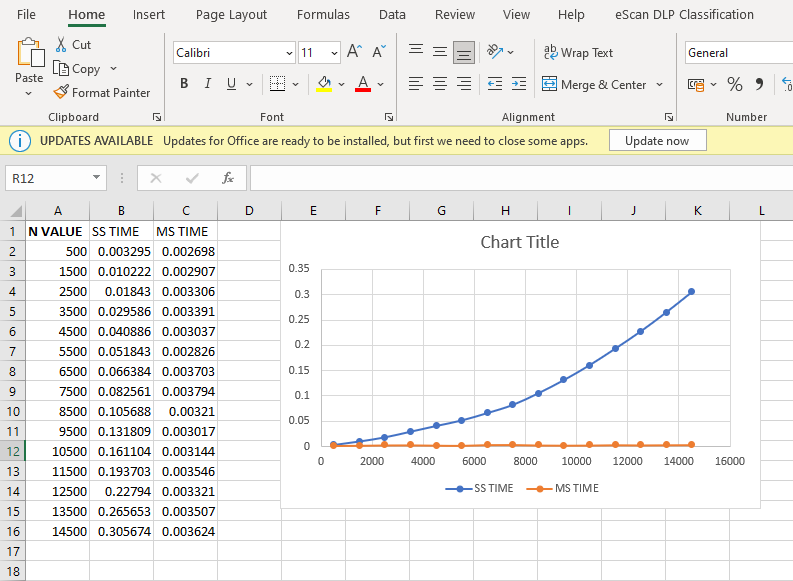 File Home Insert Page Layout Formulas Data Review View Help eScan DLP Classification
Paste
Cut
Copy
Format Painter
Clipboard
Calibri 11 A A
B I U A
Font
ab Wrap Text
Merge & Center
Alignment
General
%
Number
UPDATES AVAILABLE Updates for Office are ready to be installed, but first we need to close some apps. Update now
R12 fx
A B C D E F G H I J K L
1 N VALUE SS TIME MS TIME
2 500 0.003295 0.002698
3 1500 0.010222 0.002907
4 2500 0.01843 0.003306
5 3500 0.029586 0.003391
6 4500 0.040886 0.003037
7 5500 0.051843 0.002826
8 6500 0.066384 0.003703
9 7500 0.082561 0.003794
10 8500 0.105688 0.00321
11 9500 0.131809 0.003017
12 10500 0.161104 0.003144
13 11500 0.193703 0.003546
14 12500 0.22794 0.003321
15 13500 0.265653 0.003507
16 14500 0.305674 0.003624
17
18
Chart Title
0.35
0.3
0.25
0.2
0.15
0.1
0.05
0
0 2000 4000 6000 8000 10000 12000 14000 16000
SS TIME MS TIME